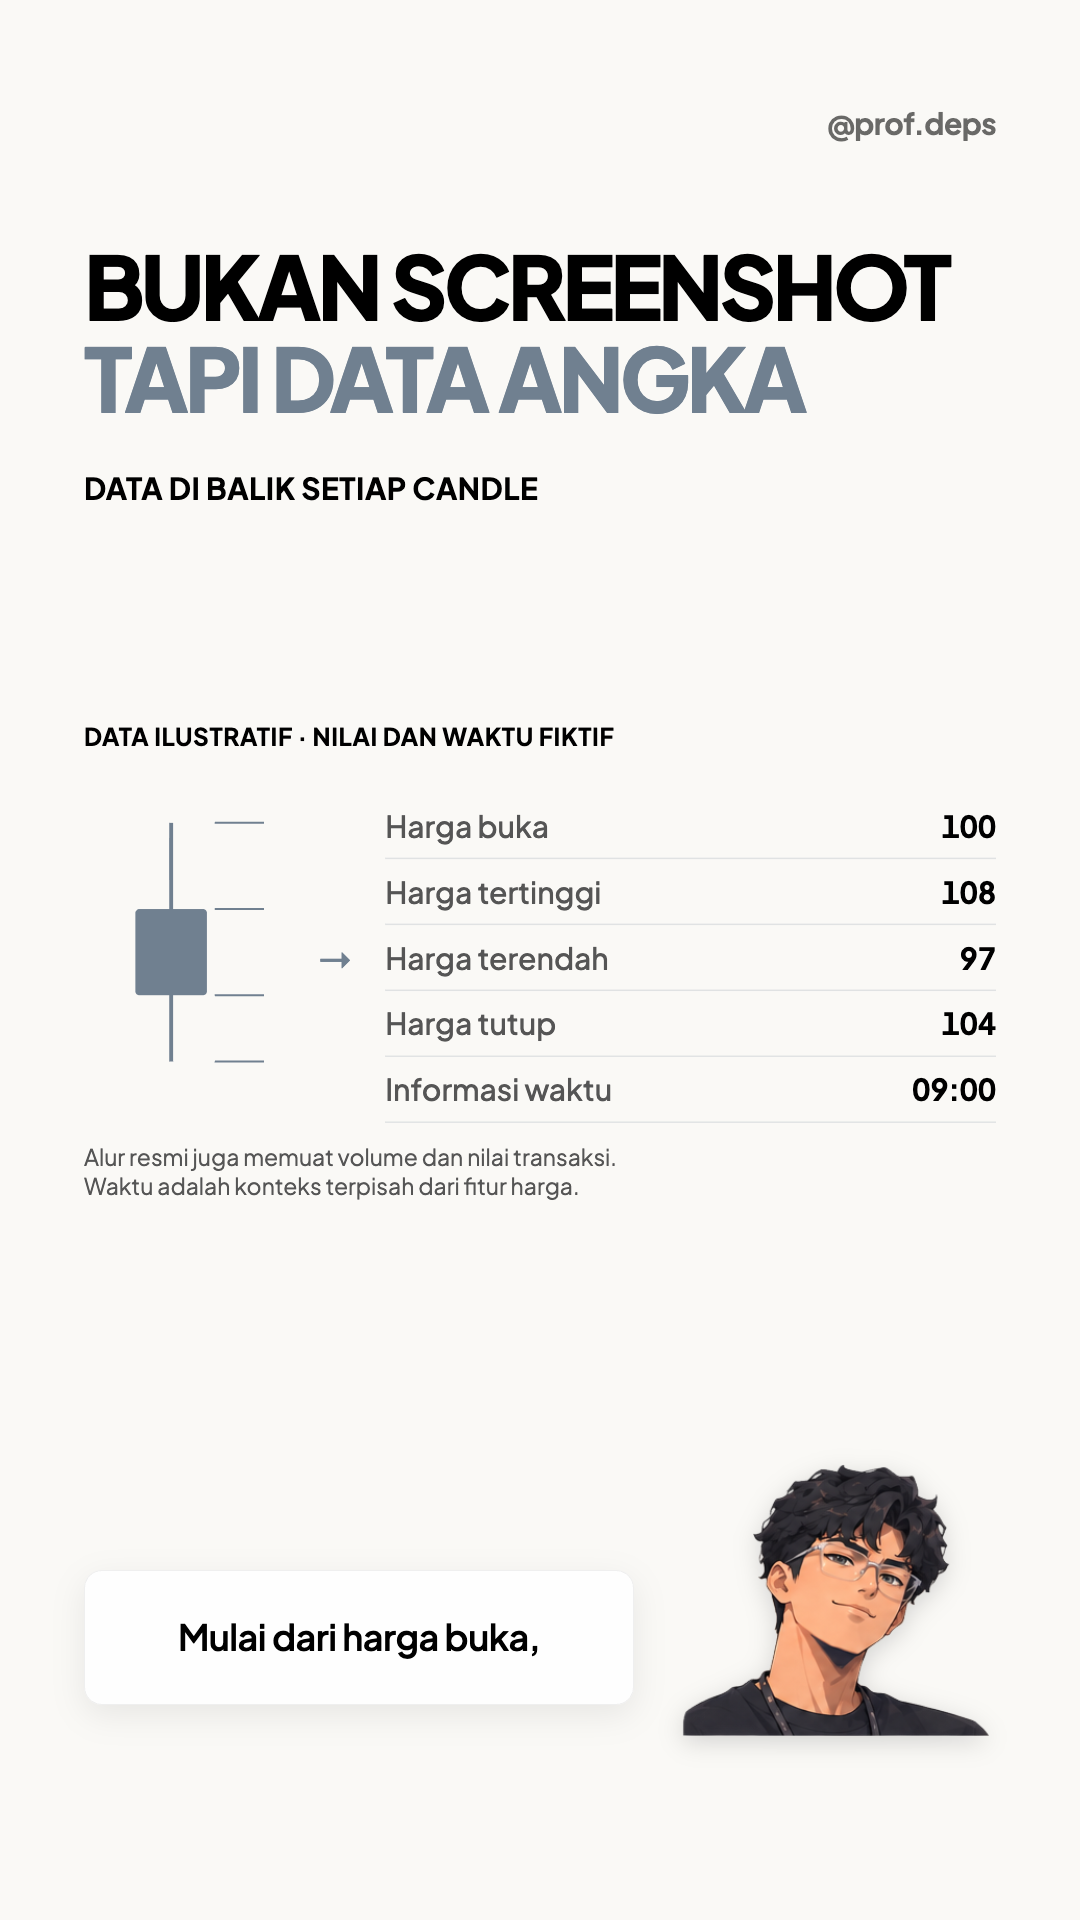 @prof.deps
BUKAN SCREENSHOT
TAPI DATA ANGKA
DATA DI BALIK SETIAP CANDLE
DATA ILUSTRATIF · NILAI DAN WAKTU FIKTIF
Harga buka 100
Harga tertinggi 108
→ Harga terendah 97
Harga tutup 104
Informasi waktu 09:00
Alur resmi juga memuat volume dan nilai transaksi.
Waktu adalah konteks terpisah dari fitur harga.
Mulai dari harga buka,